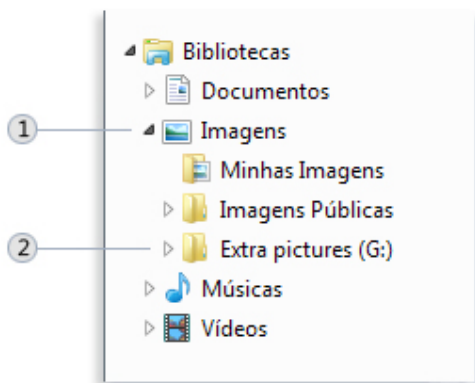 Bibliotecas
Documentos
1 Imagens
Minhas Imagens
Imagens Públicas
2 Extra pictures (G:)
Músicas
Vídeos